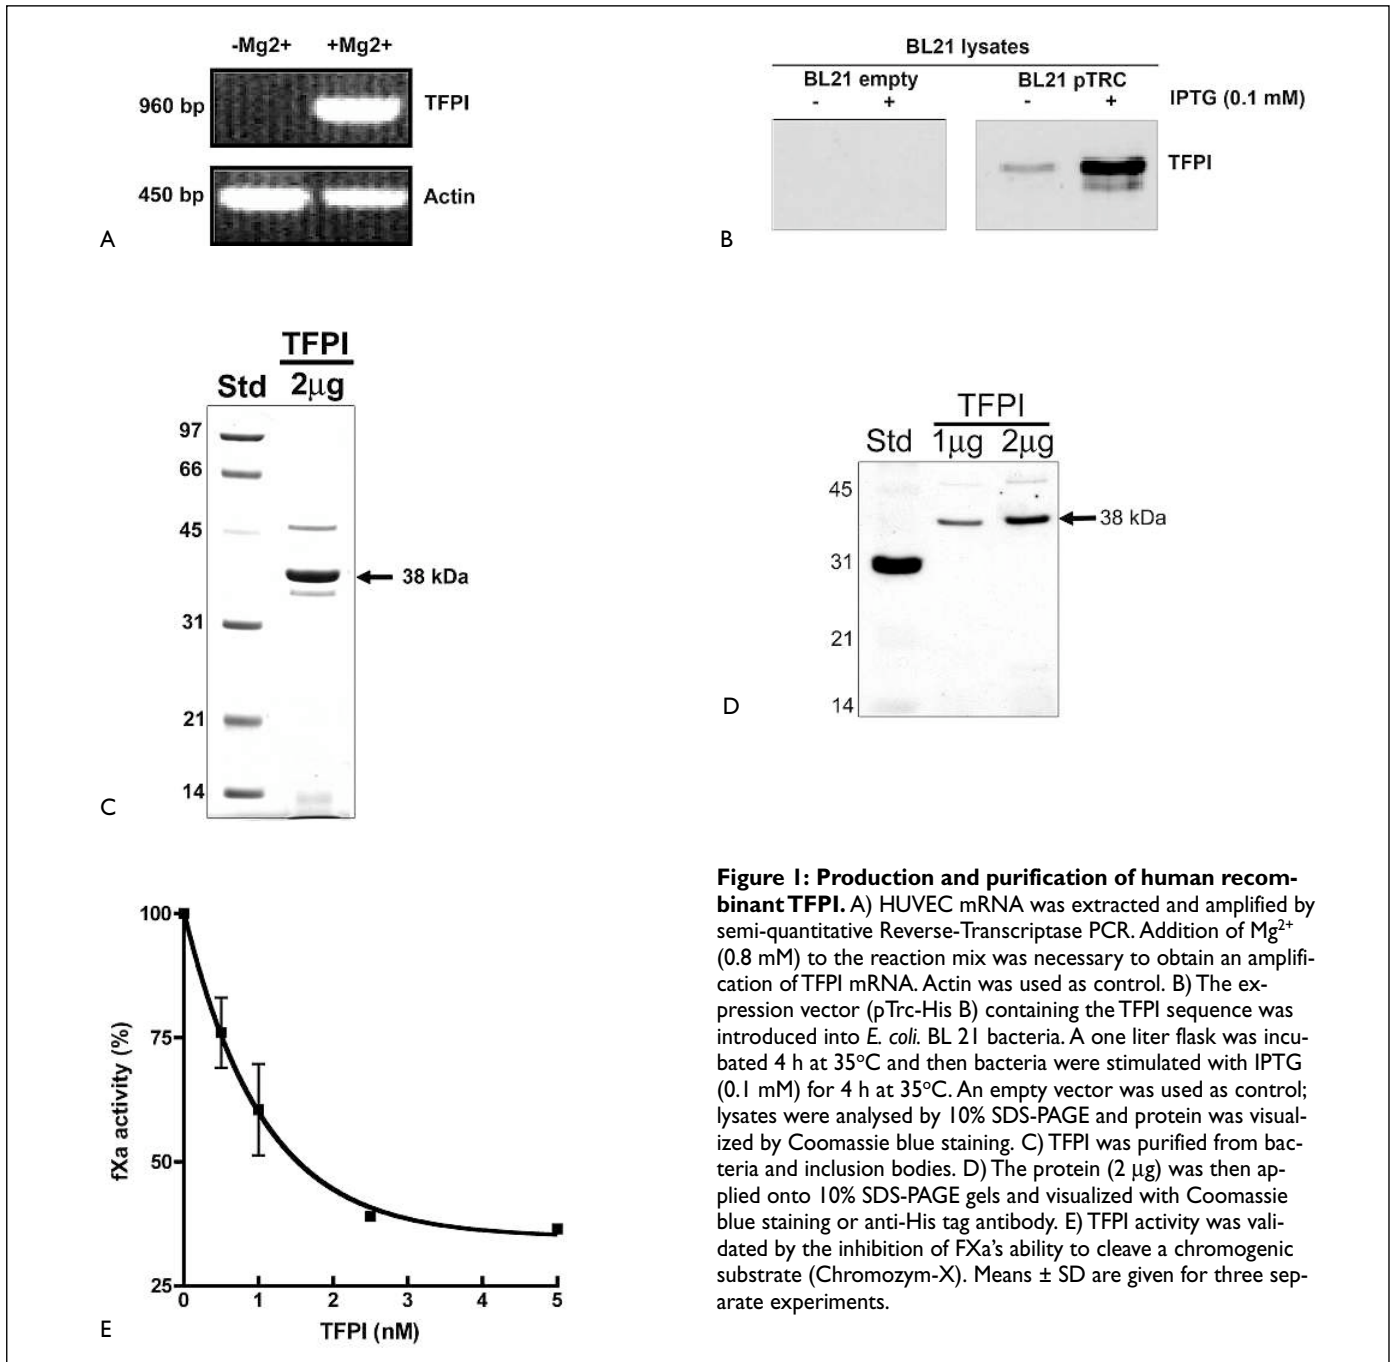 -Mg2+ +Mg2+
960 bp TFPI
450 bp Actin
A
BL21 lysates
BL21 empty BL21 pTRC
- + - + IPTG (0.1 mM)
TFPI
B
TFPI
Std 2µg
97
66
45
38 kDa
31
21
14
C
TFPI
Std 1µg 2µg
45
38 kDa
31
21
14
D
100
75
50
25
fXa activity (%)
0 1 2 3 4 5
TFPI (nM)
E
Figure 1: Production and purification of human recom-
binant TFPI. A) HUVEC mRNA was extracted and amplified by
semi-quantitative Reverse-Transcriptase PCR. Addition of Mg2+
(0.8 mM) to the reaction mix was necessary to obtain an amplifi-
cation of TFPI mRNA. Actin was used as control. B) The ex-
pression vector (pTrc-His B) containing the TFPI sequence was
introduced into E. coli. BL 21 bacteria. A one liter flask was incu-
bated 4 h at 35°C and then bacteria were stimulated with IPTG
(0.1 mM) for 4 h at 35°C. An empty vector was used as control;
lysates were analysed by 10% SDS-PAGE and protein was visual-
ized by Coomassie blue staining. C) TFPI was purified from bac-
teria and inclusion bodies. D) The protein (2 µg) was then ap-
plied onto 10% SDS-PAGE gels and visualized with Coomassie
blue staining or anti-His tag antibody. E) TFPI activity was vali-
dated by the inhibition of FXa's ability to cleave a chromogenic
substrate (Chromozym-X). Means ± SD are given for three sep-
arate experiments.